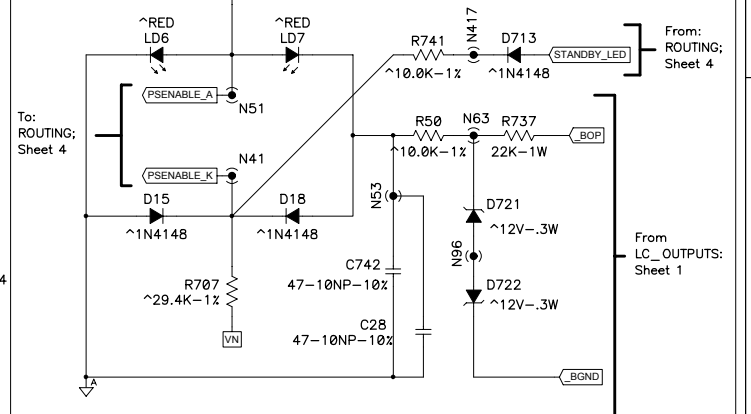 ^RED
LD6
^RED
LD7
N417
R741
^10.0K-1%
D713
^1N4148
STANDBY_LED
From:
ROUTING;
Sheet 4
PSENABLE_A
N51
To:
ROUTING;
Sheet 4
R50
^10.0K-1%
N63
R737
22K-1W
_BOP
N41
PSENABLE_K
N53
D15
^1N4148
D18
^1N4148
D721
^12V-.3W
N96
From
LC_OUTPUTS:
Sheet 1
C742
47-10NP-10%
R707
^29.4K-1%
D722
^12V-.3W
4
C28
47-10NP-10%
VN
_BGND
A